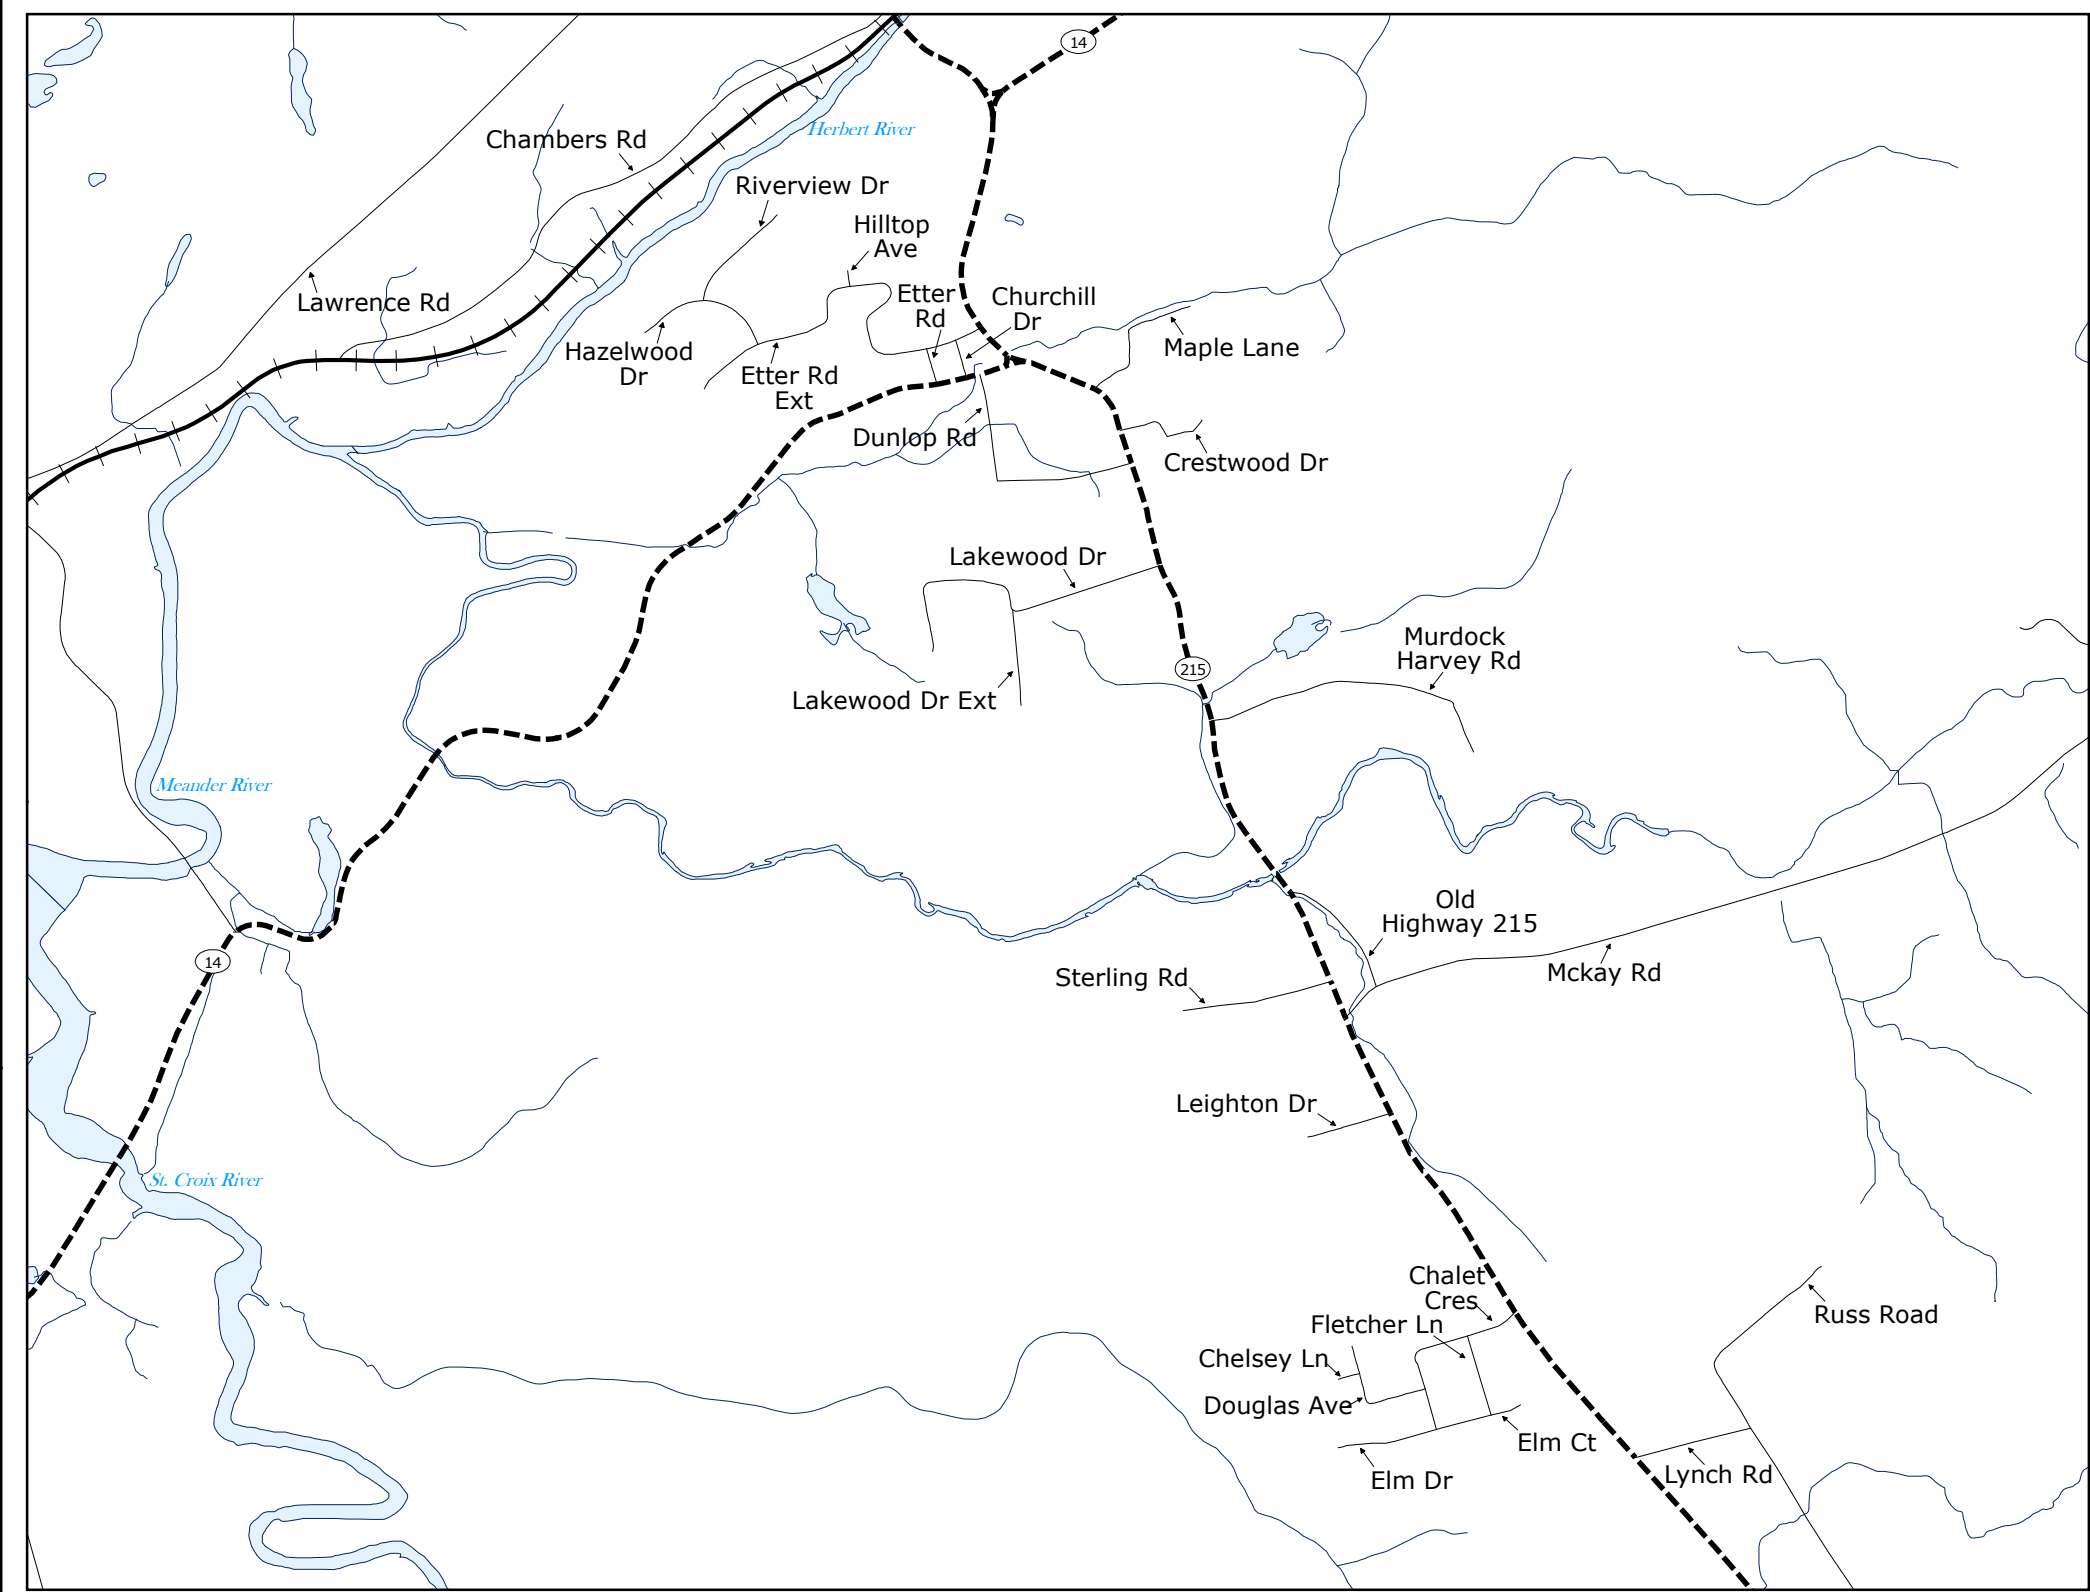 14
Herbert River
Chambers Rd
Riverview Dr
Hilltop
Ave
Lawrence Rd
Etter
Rd
Churchill
Dr
Hazelwood
Dr
Etter Rd
Ext
Maple Lane
Dunlop Rd
Crestwood Dr
Lakewood Dr
Murdock
Harvey Rd
215
Lakewood Dr Ext
Meander River
Old
Highway 215
14
Sterling Rd
Mckay Rd
Leighton Dr
St. Croix River
Chalet
Cres
Fletcher Ln
Russ Road
Chelsey Ln
Douglas Ave
Elm Ct
Elm Dr
Lynch Rd